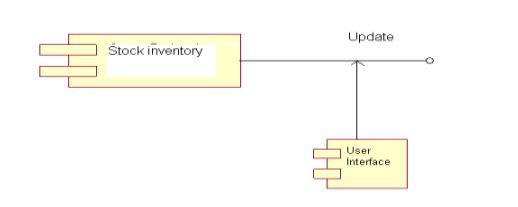 Update
Stock inventory
User
Interface